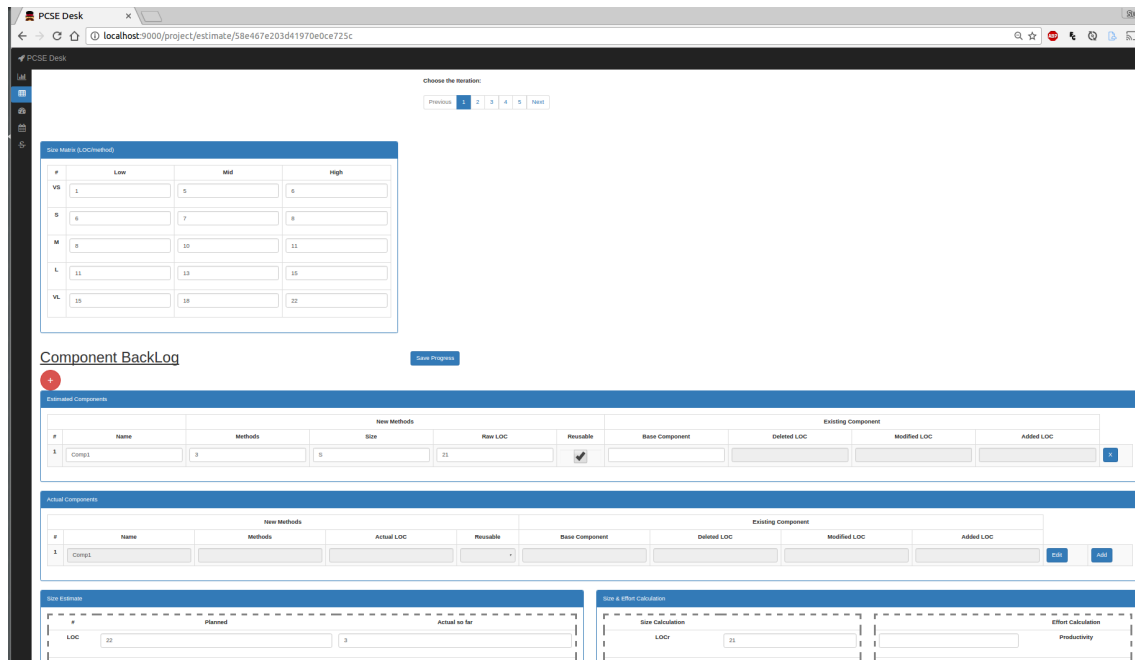 PCSE Desk
localhost:9000/project/estimate/58e467e203d41970e0ce725c
PCSE Desk
Choose the Iteration:
Previous 1 2 3 4 5 Next
Size Matrix (LOC/method)
# Low Mid High
VS 1 5 6
S 6 7 8
M 8 10 11
L 11 13 15
VL 15 18 22
Component BackLog
Save Progress
+
Estimated Components
New Methods Existing Component
# Name Methods Size Raw LOC Reusable Base Component Deleted LOC Modified LOC Added LOC
1 Comp1 3 S 21 X
Actual Components
New Methods Existing Component
# Name Methods Actual LOC Reusable Base Component Deleted LOC Modified LOC Added LOC
1 Comp1 Edit Add
Size Estimate Size & Effort Calculation
# Planned Actual so far Size Calculation Effort Calculation
LOC 22 3 LOCr 21 Productivity